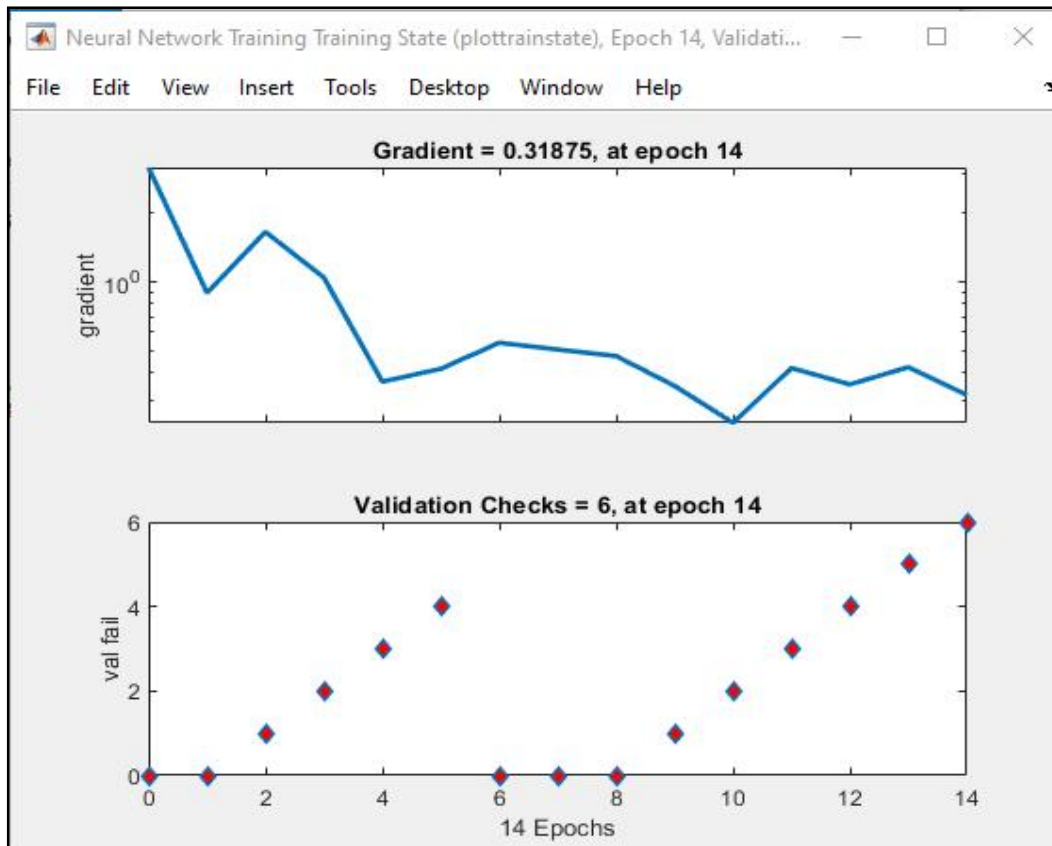 Neural Network Training Training State (plottrainstate), Epoch 14, Validati...
File Edit View Insert Tools Desktop Window Help
Gradient = 0.31875, at epoch 14
gradient
10⁰
Validation Checks = 6, at epoch 14
val fail
6
4
2
0
0 2 4 6 8 10 12 14
14 Epochs